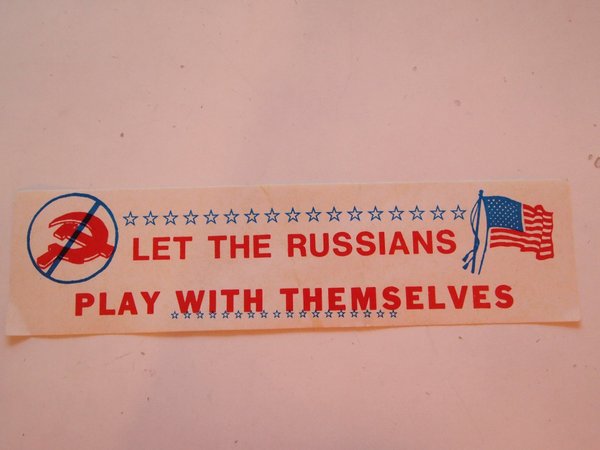 LET THE RUSSIANS
PLAY WITH THEMSELVES